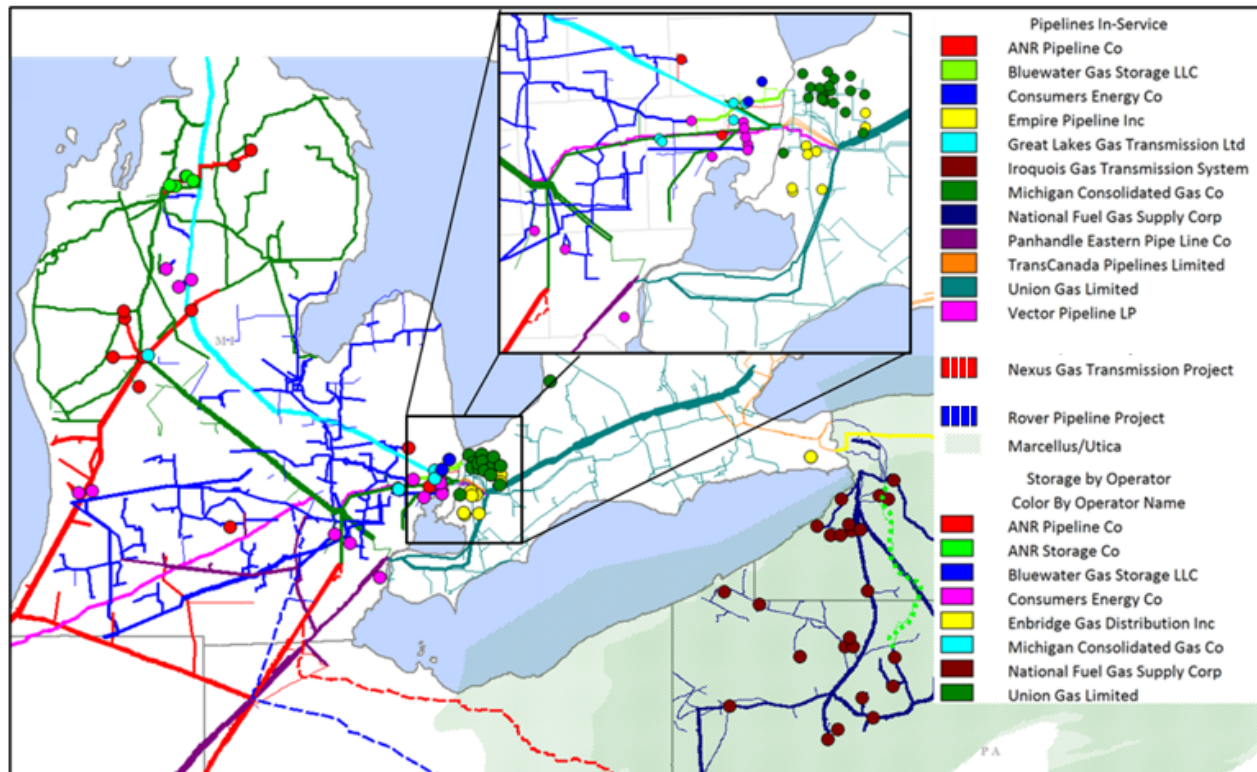 Pipelines In-Service
ANR Pipeline Co
Bluewater Gas Storage LLC
Consumers Energy Co
Empire Pipeline Inc
Great Lakes Gas Transmission Ltd
Iroquois Gas Transmission System
Michigan Consolidated Gas Co
National Fuel Gas Supply Corp
Panhandle Eastern Pipe Line Co
TransCanada Pipelines Limited
Union Gas Limited
Vector Pipeline LP
Nexus Gas Transmission Project
Rover Pipeline Project
Marcellus/Utica
Storage by Operator
Color By Operator Name
ANR Pipeline Co
ANR Storage Co
Bluewater Gas Storage LLC
Consumers Energy Co
Enbridge Gas Distribution Inc
Michigan Consolidated Gas Co
National Fuel Gas Supply Corp
Union Gas Limited
MI
PA